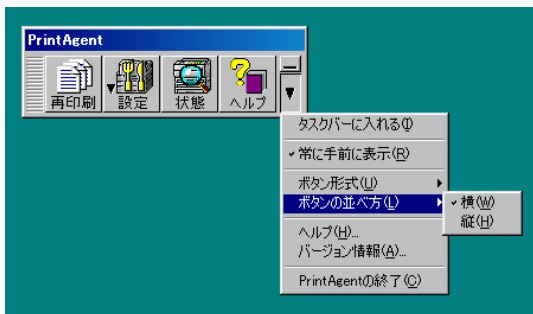 PrintAgent
再印刷 設定 状態 ヘルプ
タスクバーに入れる(I)
常に手前に表示(R)
ボタン形式(U)
ボタンの並べ方(L)
横(W)
縦(H)
ヘルプ(H)...
バージョン情報(A)...
PrintAgentの終了(C)